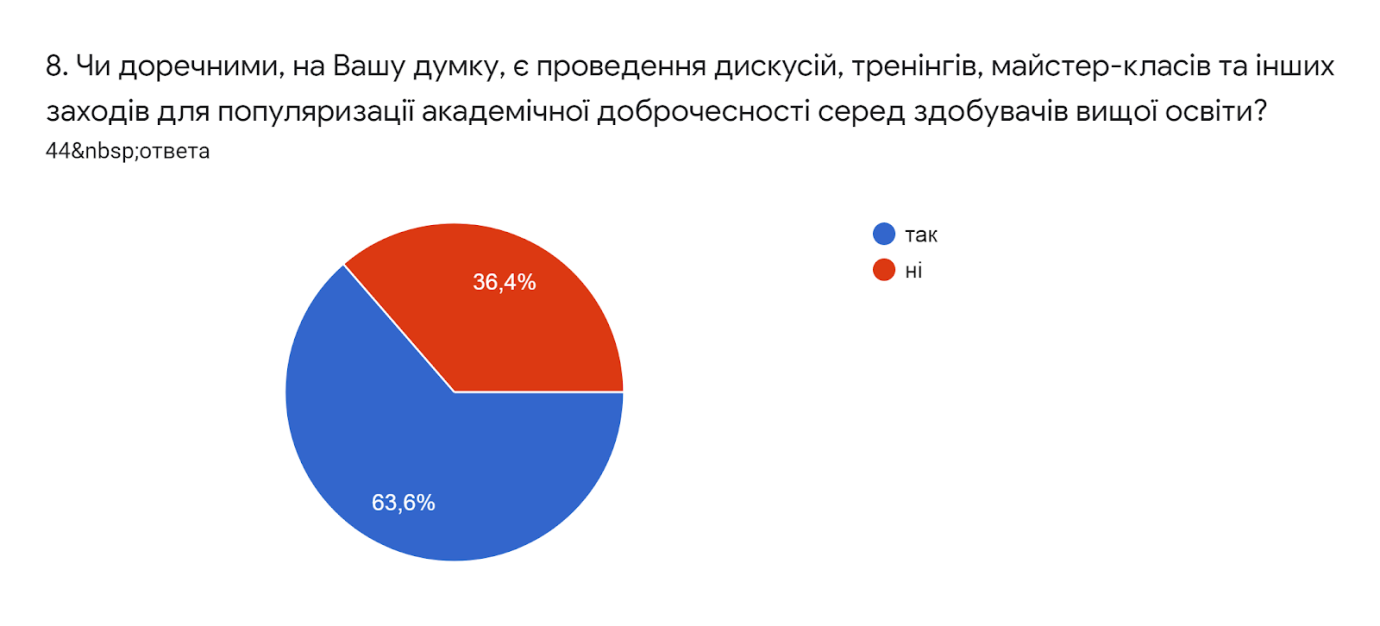 8. Чи доречними, на Вашу думку, є проведення дискусій, тренінгів, майстер-класів та інших
заходів для популяризації академічної доброчесності серед здобувачів вищої освіти?
44&nbsp;ответа
так
ні
36,4%
63,6%